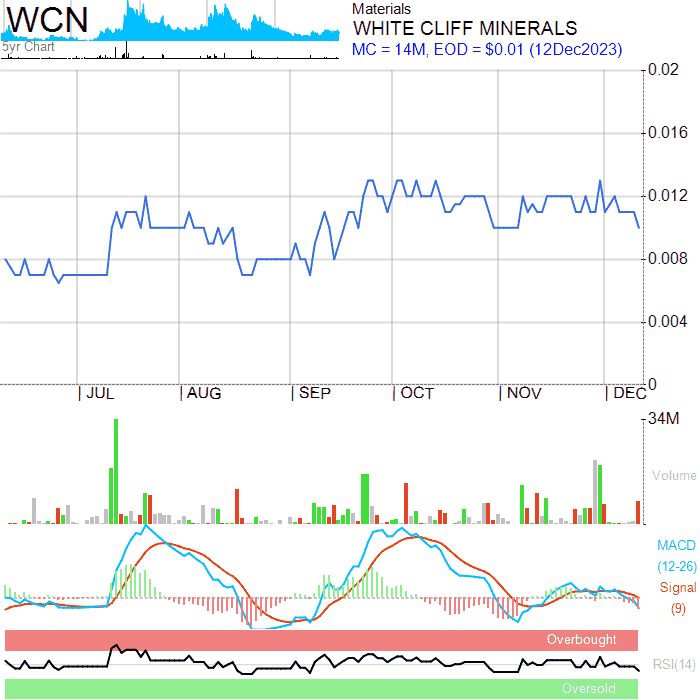 WCN
5yr Chart
Materials
WHITE CLIFF MINERALS
MC = 14M, EOD = $0.01 (12Dec2023)
0.02
0.016
0.012
0.008
0.004
0
JUL AUG SEP OCT NOV DEC
34M
Volume
MACD
(12-26)
Signal
(9)
Overbought
RSI(14)
Oversold